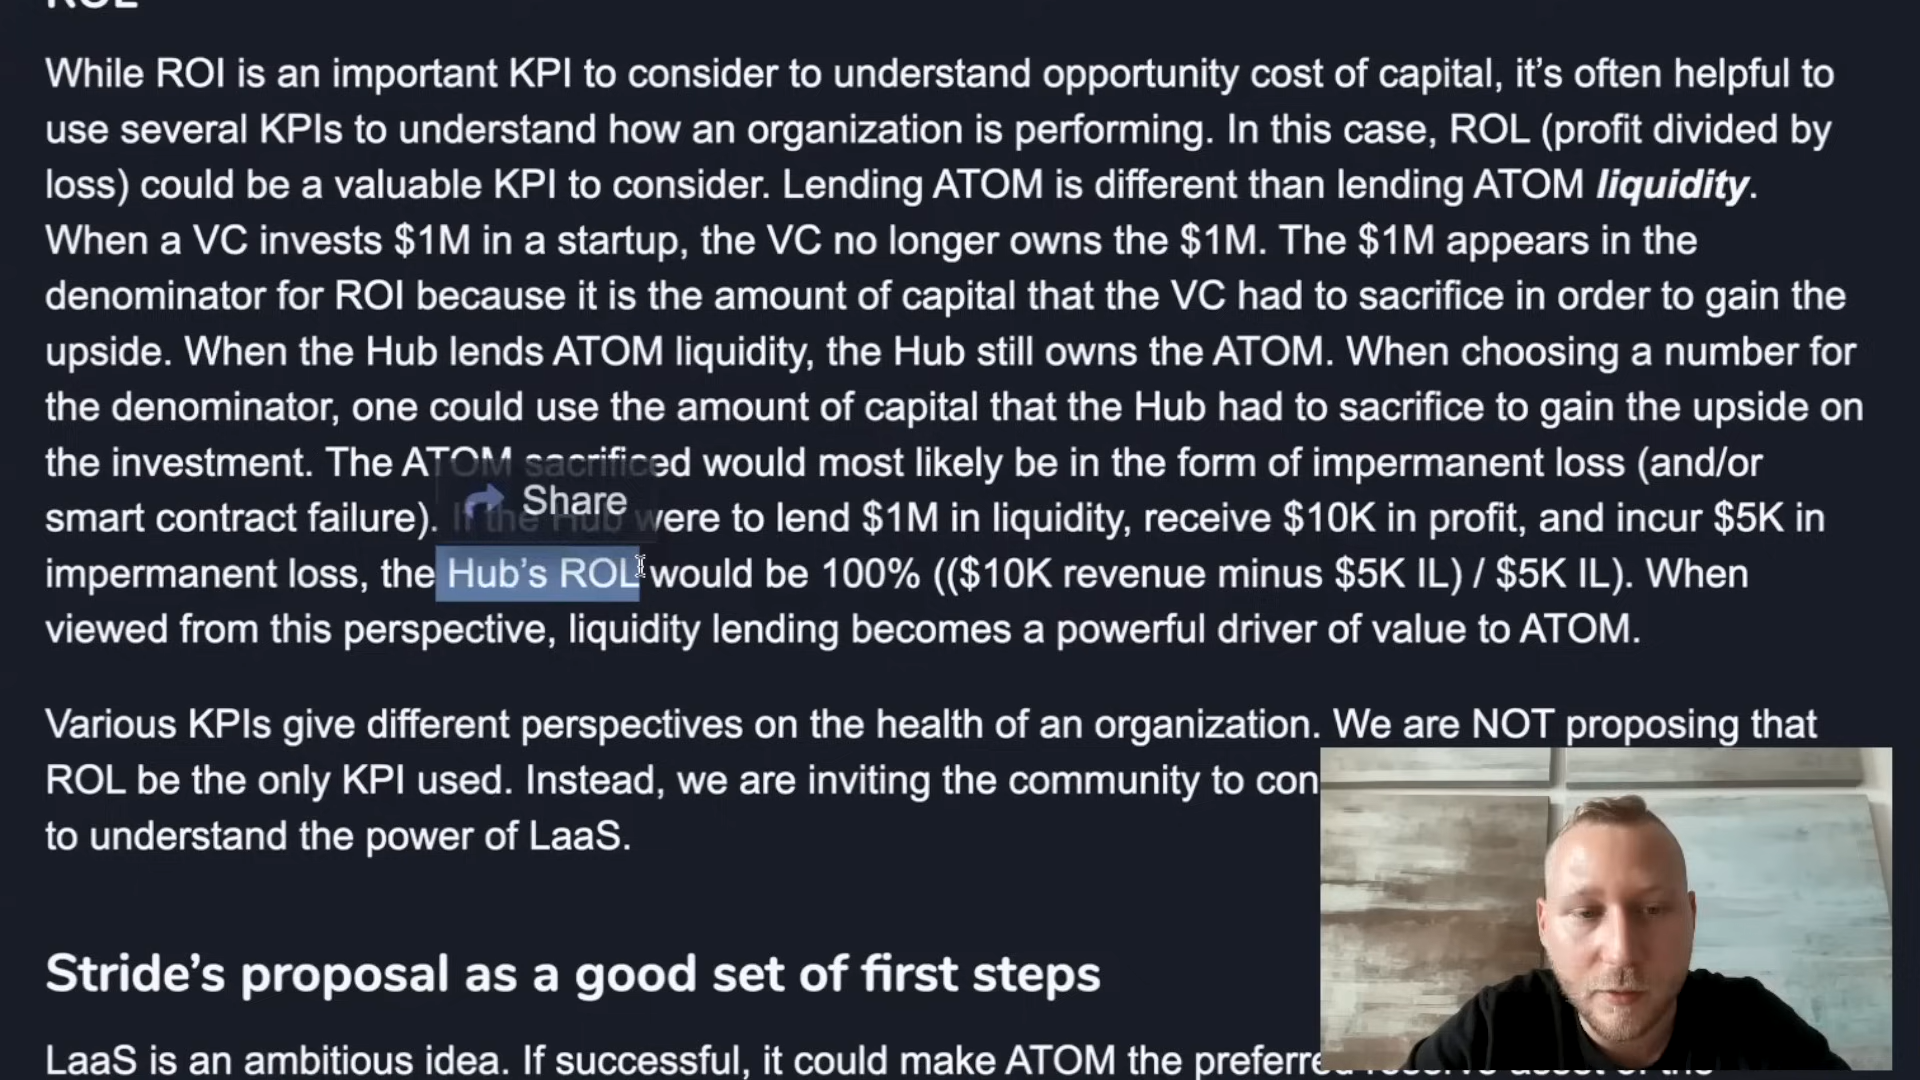 ROL
While ROI is an important KPI to consider to understand opportunity cost of capital, it’s often helpful to
use several KPIs to understand how an organization is performing. In this case, ROL (profit divided by
loss) could be a valuable KPI to consider. Lending ATOM is different than lending ATOM liquidity.
When a VC invests $1M in a startup, the VC no longer owns the $1M. The $1M appears in the
denominator for ROI because it is the amount of capital that the VC had to sacrifice in order to gain the
upside. When the Hub lends ATOM liquidity, the Hub still owns the ATOM. When choosing a number for
the denominator, one could use the amount of capital that the Hub had to sacrifice to gain the upside on
the investment. The ATOM sacrificed would most likely be in the form of impermanent loss (and/or
Share
smart contract failure). If the Hub were to lend $1M in liquidity, receive $10K in profit, and incur $5K in
impermanent loss, the Hub’s ROL would be 100% (($10K revenue minus $5K IL) / $5K IL). When
viewed from this perspective, liquidity lending becomes a powerful driver of value to ATOM.
Various KPIs give different perspectives on the health of an organization. We are NOT proposing that
ROL be the only KPI used. Instead, we are inviting the community to con
to understand the power of LaaS.
Stride’s proposal as a good set of first steps
LaaS is an ambitious idea. If successful, it could make ATOM the preferred reserve asset of the